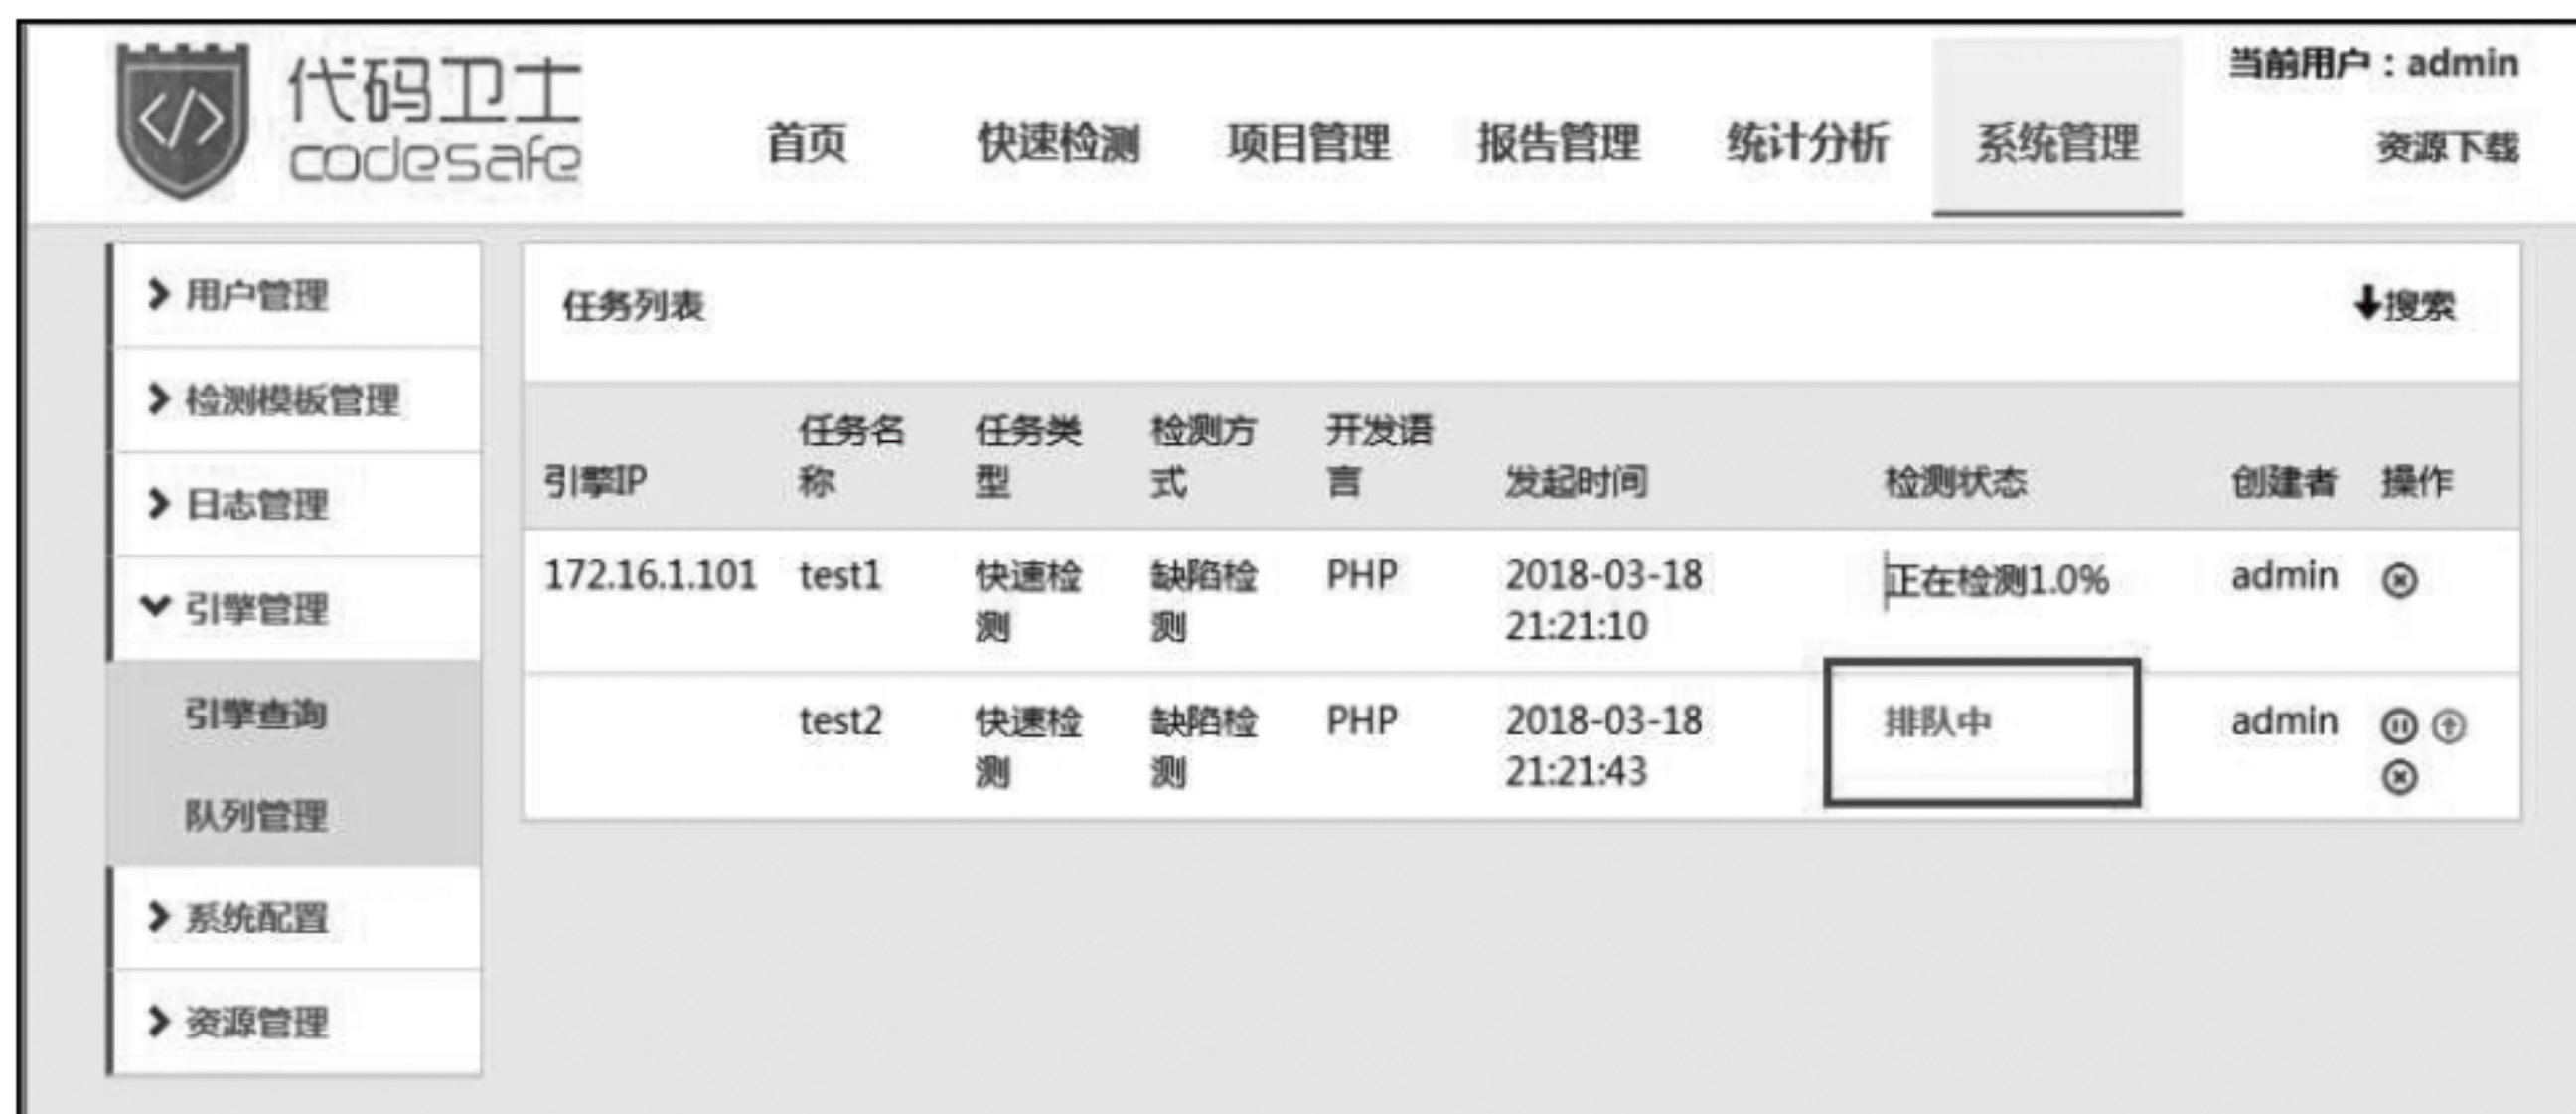 代码卫士
codesafe
当前用户：admin
首页 快速检测 项目管理 报告管理 统计分析 系统管理 资源下载
用户管理
检测模板管理
日志管理
引擎管理
引擎查询
队列管理
系统配置
资源管理
任务列表 搜索
引擎IP 任务名称 任务类型 检测方式 开发语言 发起时间 检测状态 创建者 操作
172.16.1.101 test1 快速检测 缺陷检测 PHP 2018-03-18 21:21:10 正在检测1.0% admin
test2 快速检测 缺陷检测 PHP 2018-03-18 21:21:43 排队中 admin